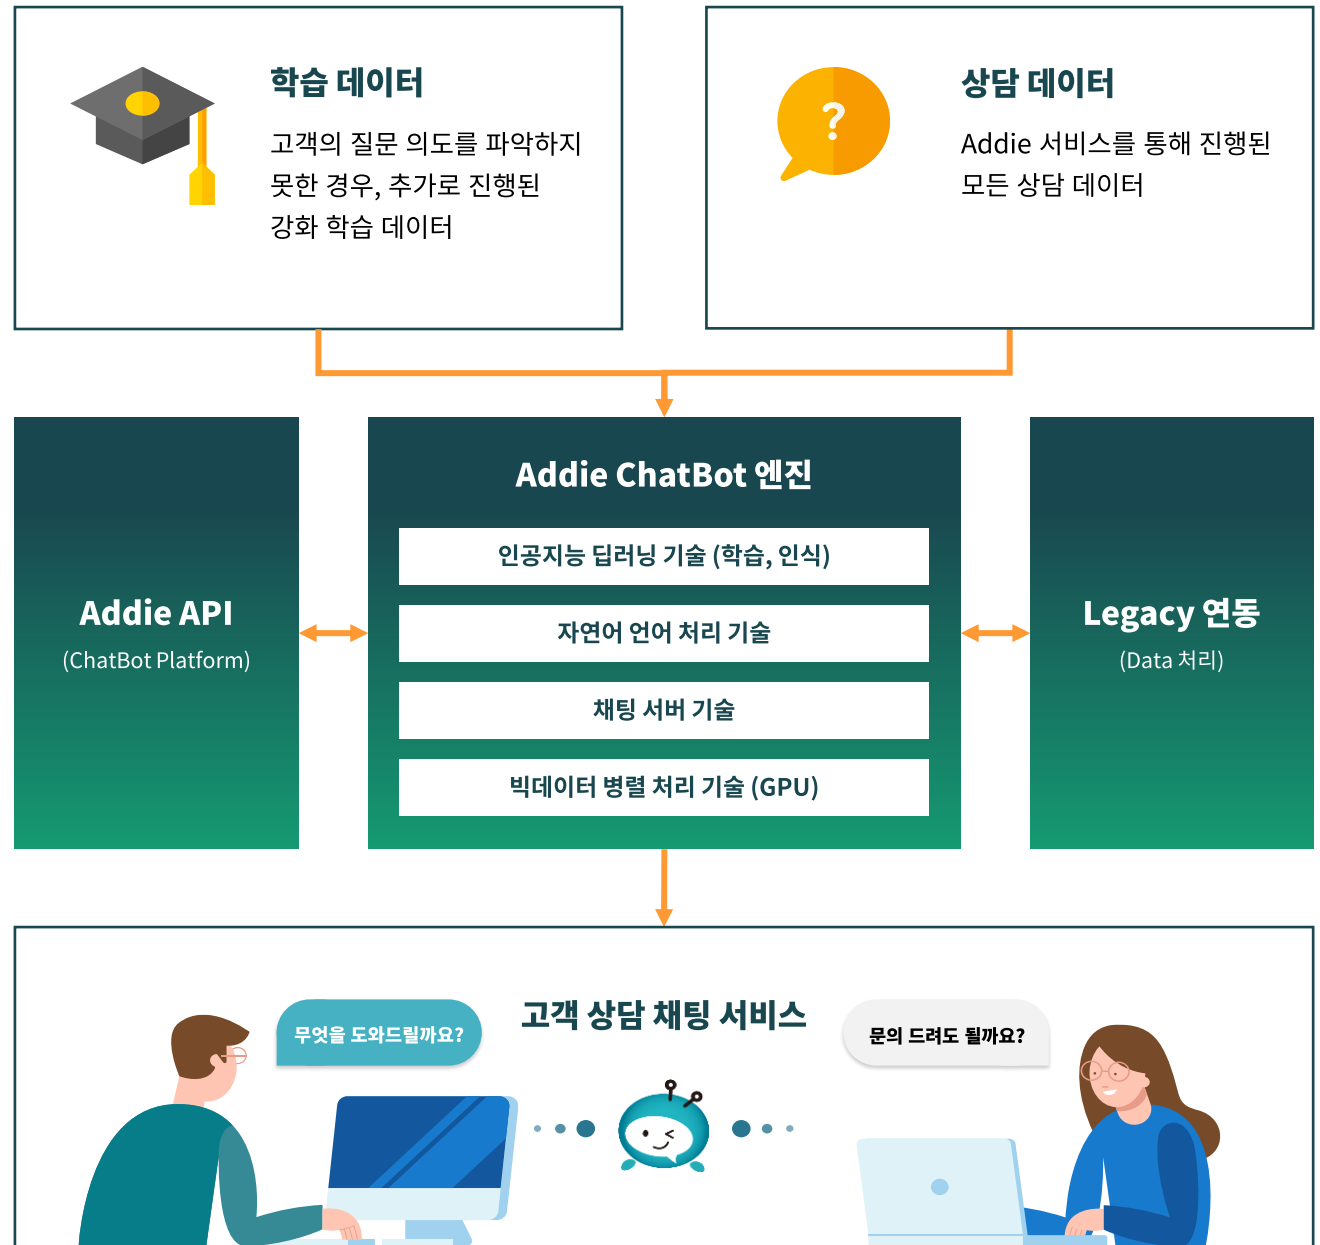 학습 데이터
고객의 질문 의도를 파악하지
못한 경우, 추가로 진행된
강화 학습 데이터
?
상담 데이터
Addie 서비스를 통해 진행된
모든 상담 데이터
Addie API
(ChatBot Platform)
Addie ChatBot 엔진
인공지능 딥러닝 기술 (학습, 인식)
자연어 언어 처리 기술
채팅 서버 기술
빅데이터 병렬 처리 기술 (GPU)
Legacy 연동
(Data 처리)
고객 상담 채팅 서비스
무엇을 도와드릴까요?
문의 드려도 될까요?